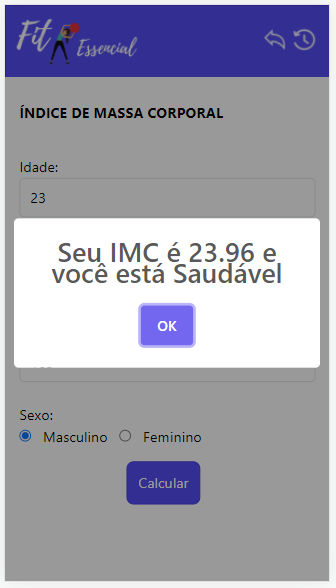 Fit
Essencial
ÍNDICE DE MASSA CORPORAL
Idade:
23
Seu IMC é 23.96 e
você está Saudável
OK
Sexo:
Masculino Feminino
Calcular